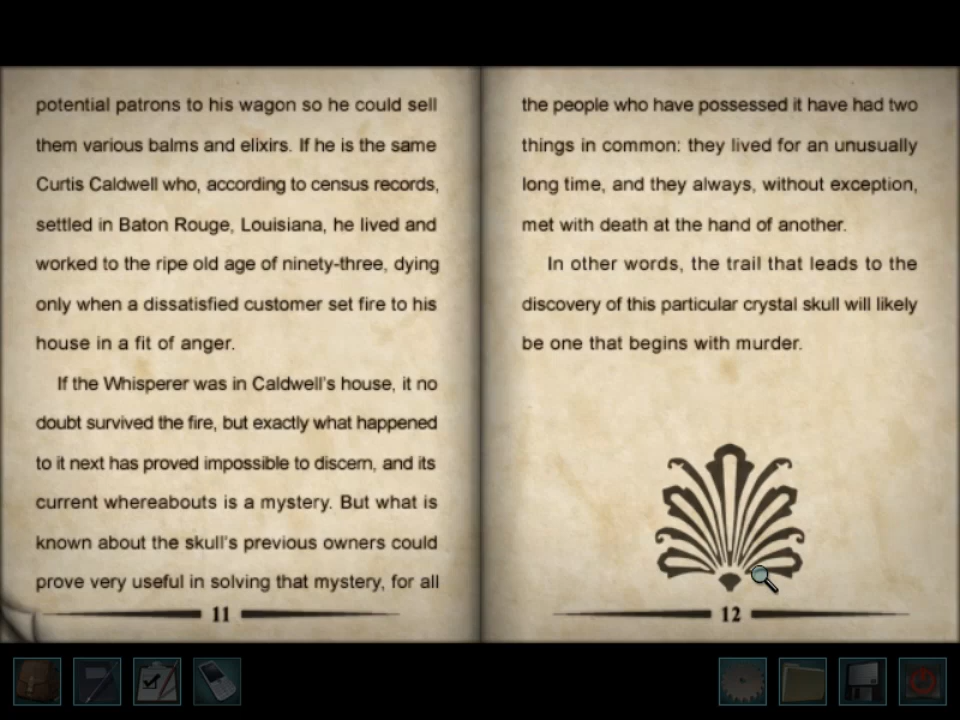 potential patrons to his wagon so he could sell
them various balms and elixirs. If he is the same
Curtis Caldwell who, according to census records,
settled in Baton Rouge, Louisiana, he lived and
worked to the ripe old age of ninety-three, dying
only when a dissatisfied customer set fire to his
house in a fit of anger.
If the Whisperer was in Caldwell's house, it no
doubt survived the fire, but exactly what happened
to it next has proved impossible to discern, and its
current whereabouts is a mystery. But what is
known about the skull's previous owners could
prove very useful in solving that mystery, for all
11
the people who have possessed it have had two
things in common: they lived for an unusually
long time, and they always, without exception,
met with death at the hand of another.
In other words, the trail that leads to the
discovery of this particular crystal skull will likely
be one that begins with murder.
12